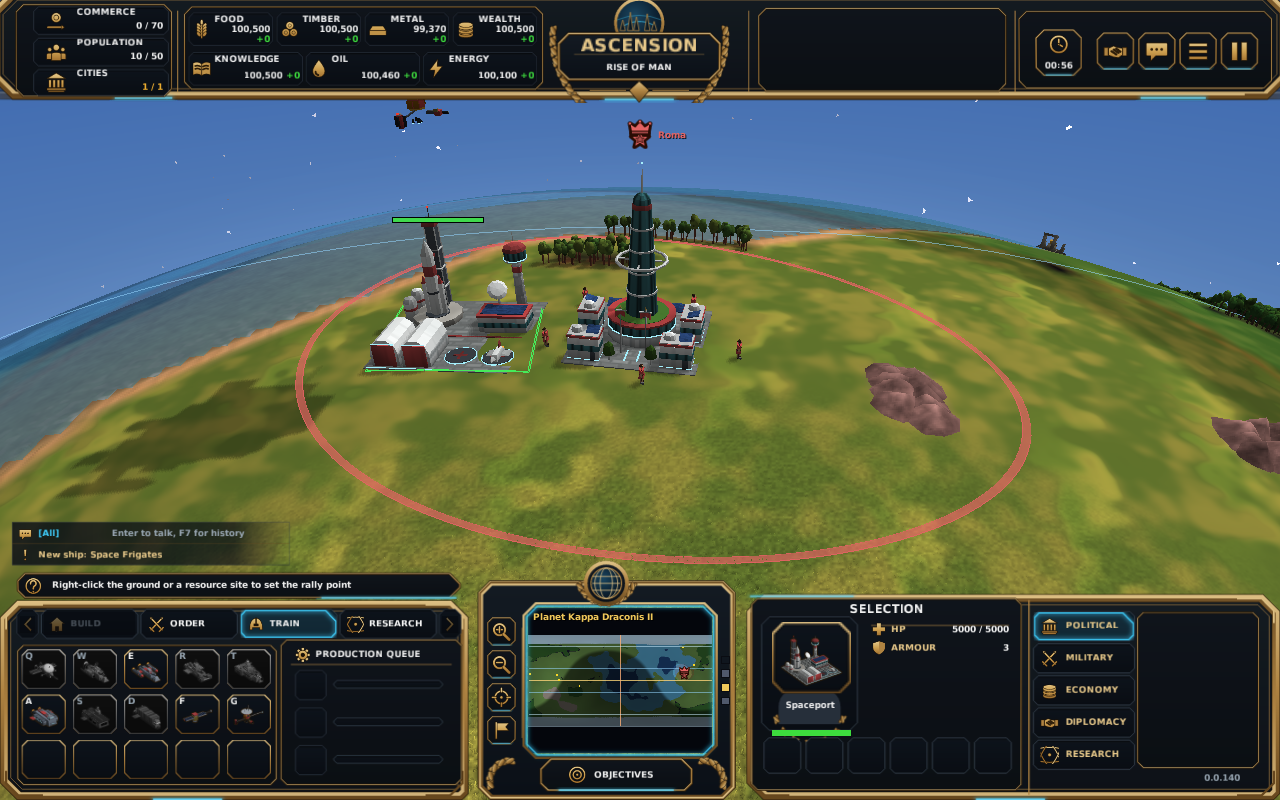 COMMERCE
0 / 70
POPULATION
10 / 50
CITIES
1 / 1
FOOD
100,500
+0
TIMBER
100,500
+0
METAL
99,370
+0
WEALTH
100,500
+0
KNOWLEDGE
100,500 +0
OIL
100,460 +0
ENERGY
100,100 +0
ASCENSION
RISE OF MAN
00:56
Roma
[All] Enter to talk, F7 for history
! New ship: Space Frigates
? Right-click the ground or a resource site to set the rally point
BUILD
ORDER
TRAIN
RESEARCH
Q W E R T
A S D F G
PRODUCTION QUEUE
Planet Kappa Draconis II
OBJECTIVES
SELECTION
HP 5000 / 5000
ARMOUR 3
Spaceport
POLITICAL
MILITARY
ECONOMY
DIPLOMACY
RESEARCH
0.0.140